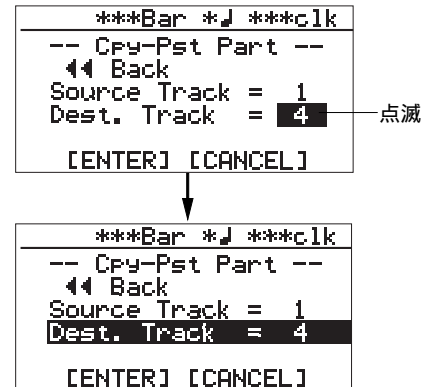 ***Bar *♩ ***clk
-- Cpy-Pst Part --
◀◀ Back
Source Track = 1
Dest. Track = 4
点滅
[ENTER] [CANCEL]
***Bar *♩ ***clk
-- Cpy-Pst Part --
◀◀ Back
Source Track = 1
Dest. Track = 4
[ENTER] [CANCEL]